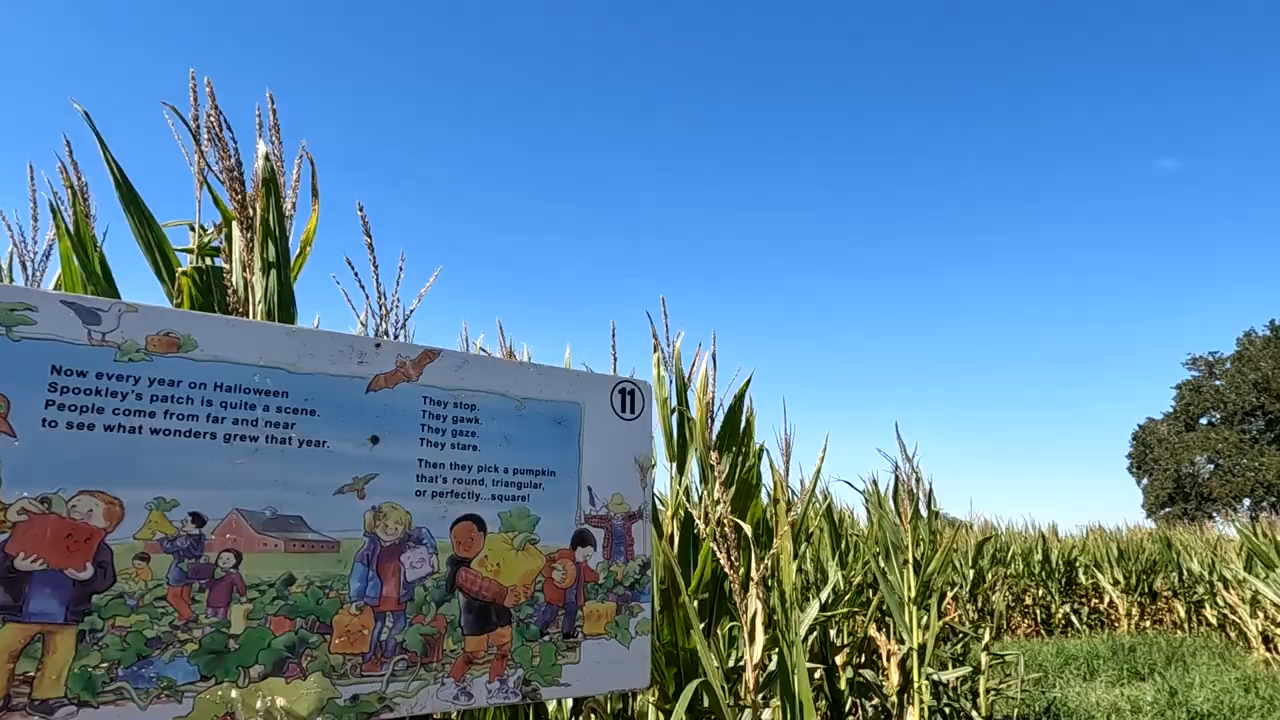 Now every year on Halloween
Spookley's patch is quite a scene.
People come from far and near
to see what wonders grew that year.
They stop.
They gawk.
They gaze.
They stare.
Then they pick a pumpkin
that's round, triangular,
or perfectly...square!
11